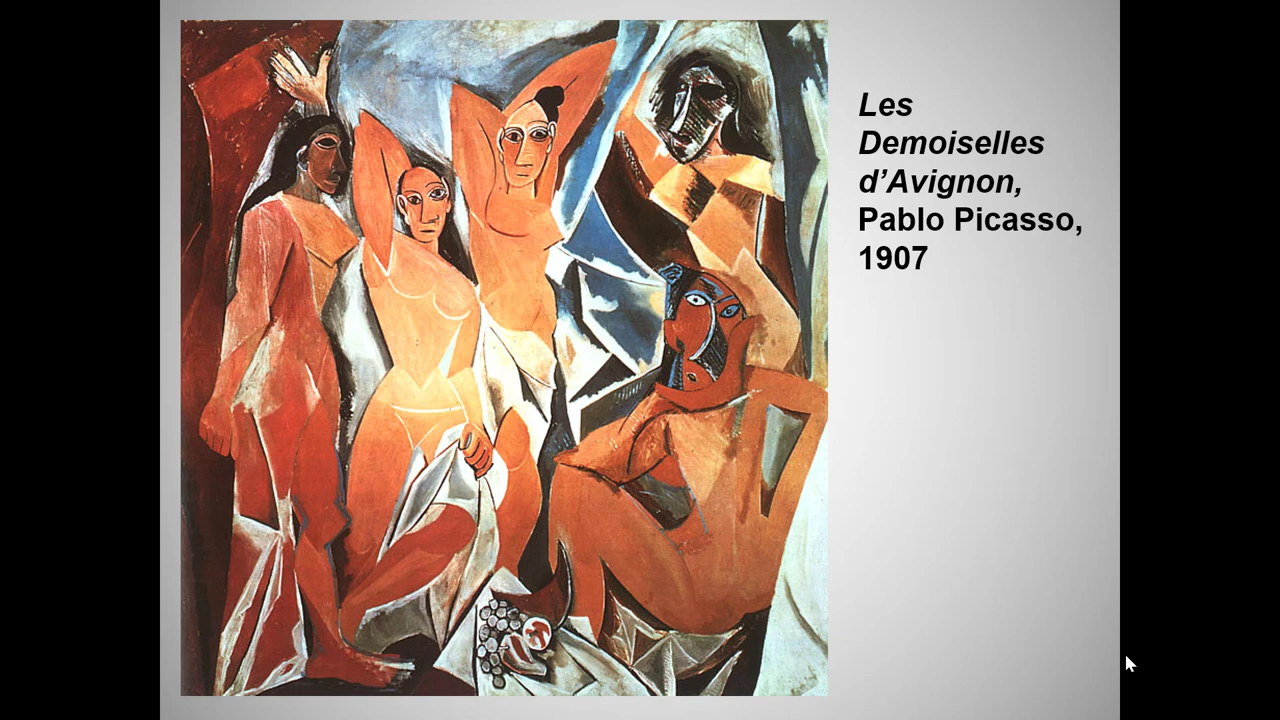 Les
Demoiselles
d’Avignon,
Pablo Picasso,
1907